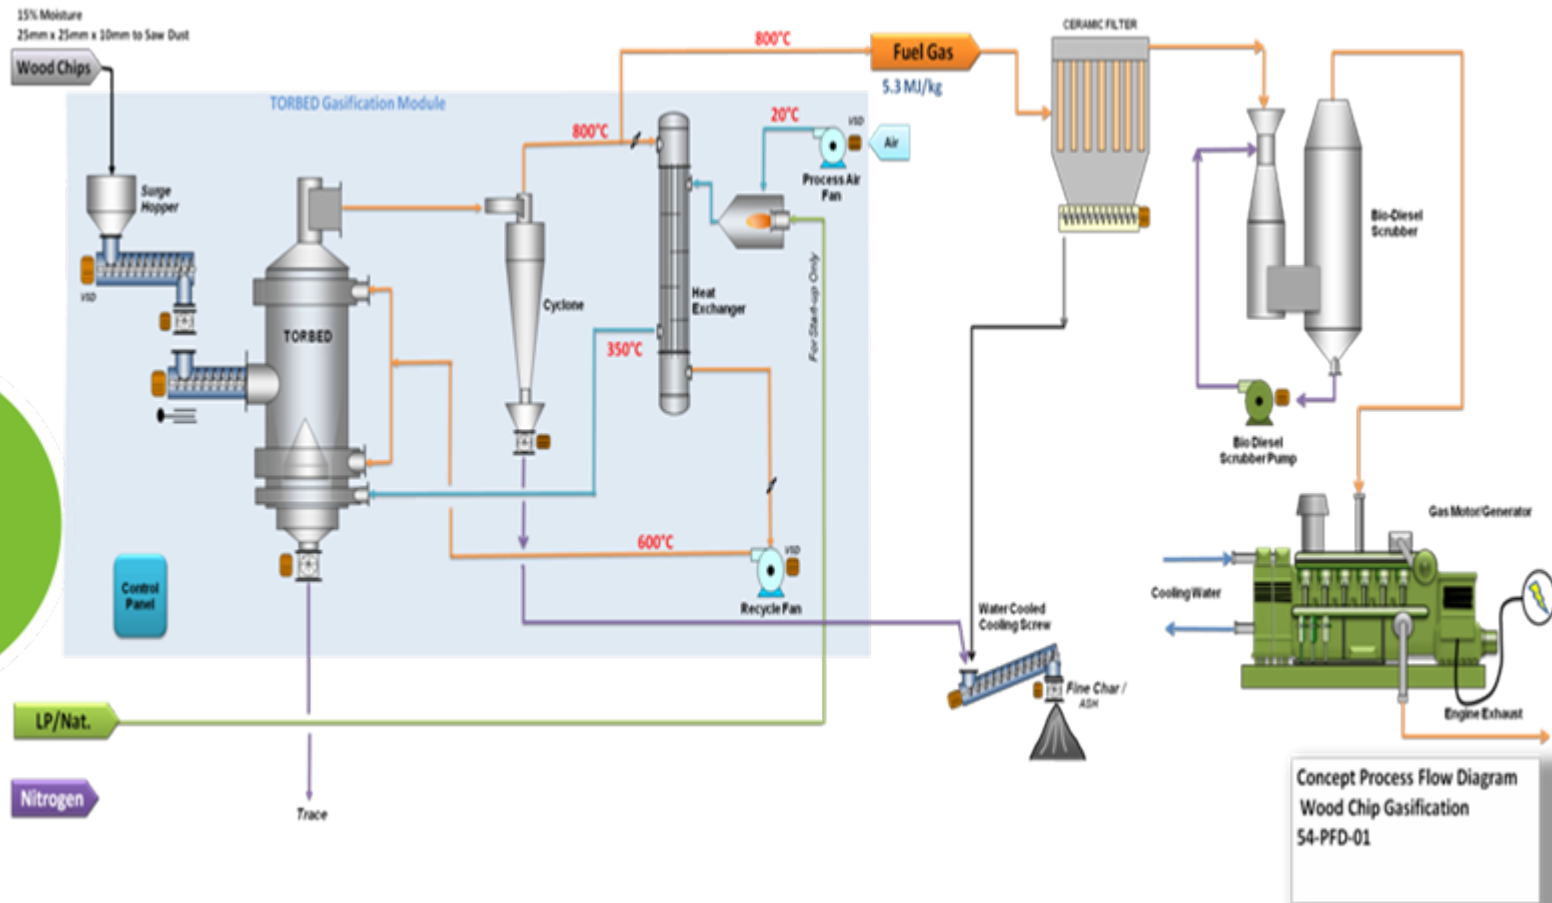 15% Moisture
25mm x 25mm x 10mm to Saw Dust
Wood Chips
TORBED Gasification Module
800°C
Fuel Gas
5.3 MJ/kg
CERAMIC FILTER
800°C
20°C
VSD
Air
Process Air
Fan
Surge
Hopper
VSD
TORBED
Cyclone
Heat
Exchanger
For Start-up Only
350°C
Bio-Diesel
Scrubber
Bio Diesel
Scrubber Pump
600°C
VSD
Recycle Fan
Control
Panel
Gas Motor/Generator
Cooling Water
Water Cooled
Cooling Screw
Fine Char /
ASH
Engine Exhaust
LP/Nat.
Nitrogen
Trace
Concept Process Flow Diagram
Wood Chip Gasification
54-PFD-01